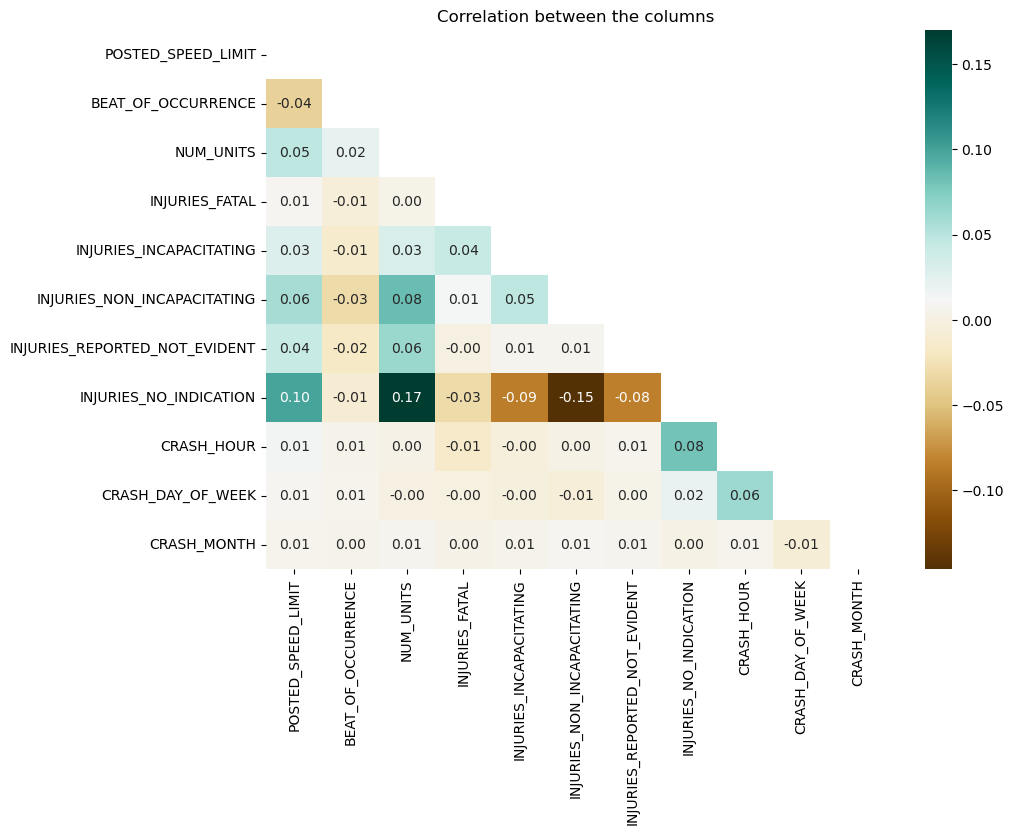 Correlation between the columns
POSTED_SPEED_LIMIT
BEAT_OF_OCCURRENCE -0.04
NUM_UNITS 0.05 0.02
INJURIES_FATAL 0.01 -0.01 0.00
INJURIES_INCAPACITATING 0.03 -0.01 0.03 0.04
INJURIES_NON_INCAPACITATING 0.06 -0.03 0.08 0.01 0.05
INJURIES_REPORTED_NOT_EVIDENT 0.04 -0.02 0.06 -0.00 0.01 0.01
INJURIES_NO_INDICATION 0.10 -0.01 0.17 -0.03 -0.09 -0.15 -0.08
CRASH_HOUR 0.01 0.01 0.00 -0.01 -0.00 0.00 0.01 0.08
CRASH_DAY_OF_WEEK 0.01 0.01 -0.00 -0.00 -0.00 -0.01 0.00 0.02 0.06
CRASH_MONTH 0.01 0.00 0.01 0.00 0.01 0.01 0.01 0.00 0.01 -0.01
POSTED_SPEED_LIMIT
BEAT_OF_OCCURRENCE
NUM_UNITS
INJURIES_FATAL
INJURIES_INCAPACITATING
INJURIES_NON_INCAPACITATING
INJURIES_REPORTED_NOT_EVIDENT
INJURIES_NO_INDICATION
CRASH_HOUR
CRASH_DAY_OF_WEEK
CRASH_MONTH
0.15
0.10
0.05
0.00
−0.05
−0.10